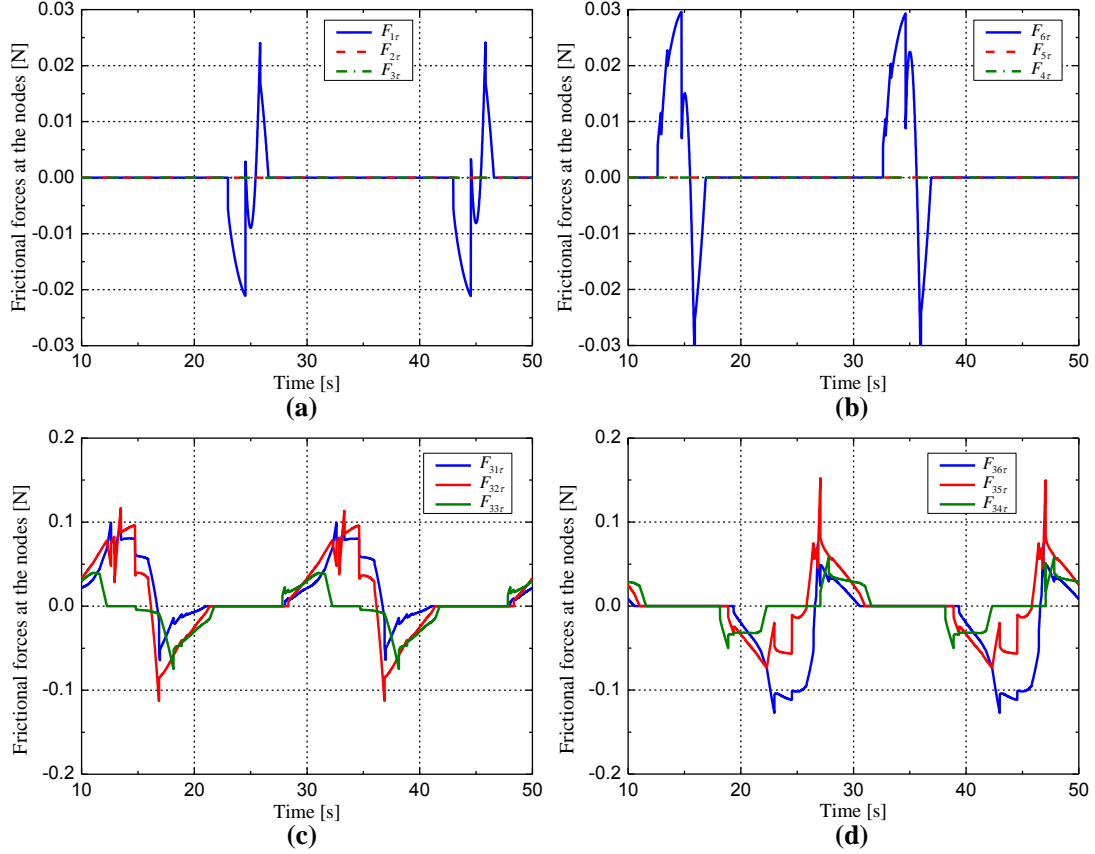 Frictional forces at the nodes [N]
0.03
0.02
0.01
0.00
-0.01
-0.02
-0.03
F1τ
F2τ
F3τ
10 20 30 40 50
Time [s]
(a)
Frictional forces at the nodes [N]
0.03
0.02
0.01
0.00
-0.01
-0.02
-0.03
F6τ
F5τ
F4τ
10 20 30 40 50
Time [s]
(b)
Frictional forces at the nodes [N]
0.2
0.1
0.0
-0.1
-0.2
F31τ
F32τ
F33τ
10 20 30 40 50
Time [s]
(c)
Frictional forces at the nodes [N]
0.2
0.1
0.0
-0.1
-0.2
F36τ
F35τ
F34τ
10 20 30 40 50
Time [s]
(d)